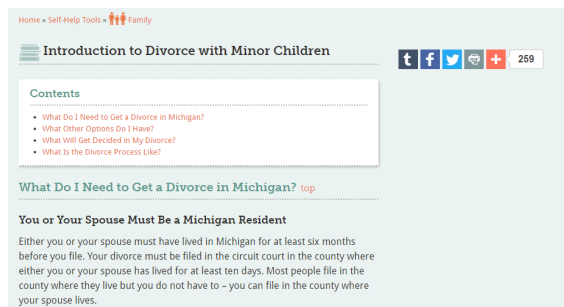 Home » Self-Help Tools » Family
Introduction to Divorce with Minor Children
t f + 259
Contents
• What Do I Need to Get a Divorce in Michigan?
• What Other Options Do I Have?
• What Will Get Decided in My Divorce?
• What Is the Divorce Process Like?
What Do I Need to Get a Divorce in Michigan? top
You or Your Spouse Must Be a Michigan Resident
Either you or your spouse must have lived in Michigan for at least six months
before you file. Your divorce must be filed in the circuit court in the county where
either you or your spouse has lived for at least ten days. Most people file in the
county where they live but you do not have to – you can file in the county where
your spouse lives.